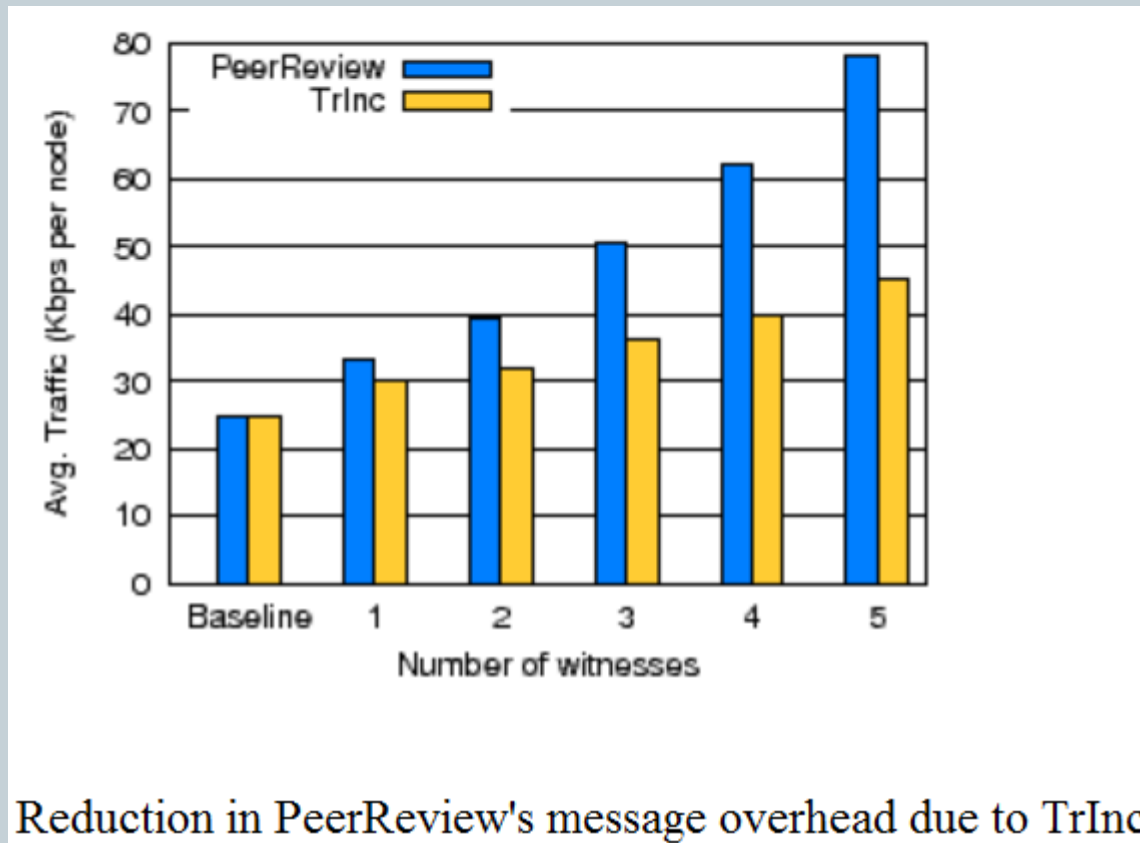 80
PeerReview
TrInc
70
60
50
40
30
20
10
0
Avg. Traffic (Kbps per node)
Baseline 1 2 3 4 5
Number of witnesses
Reduction in PeerReview's message overhead due to TrInc